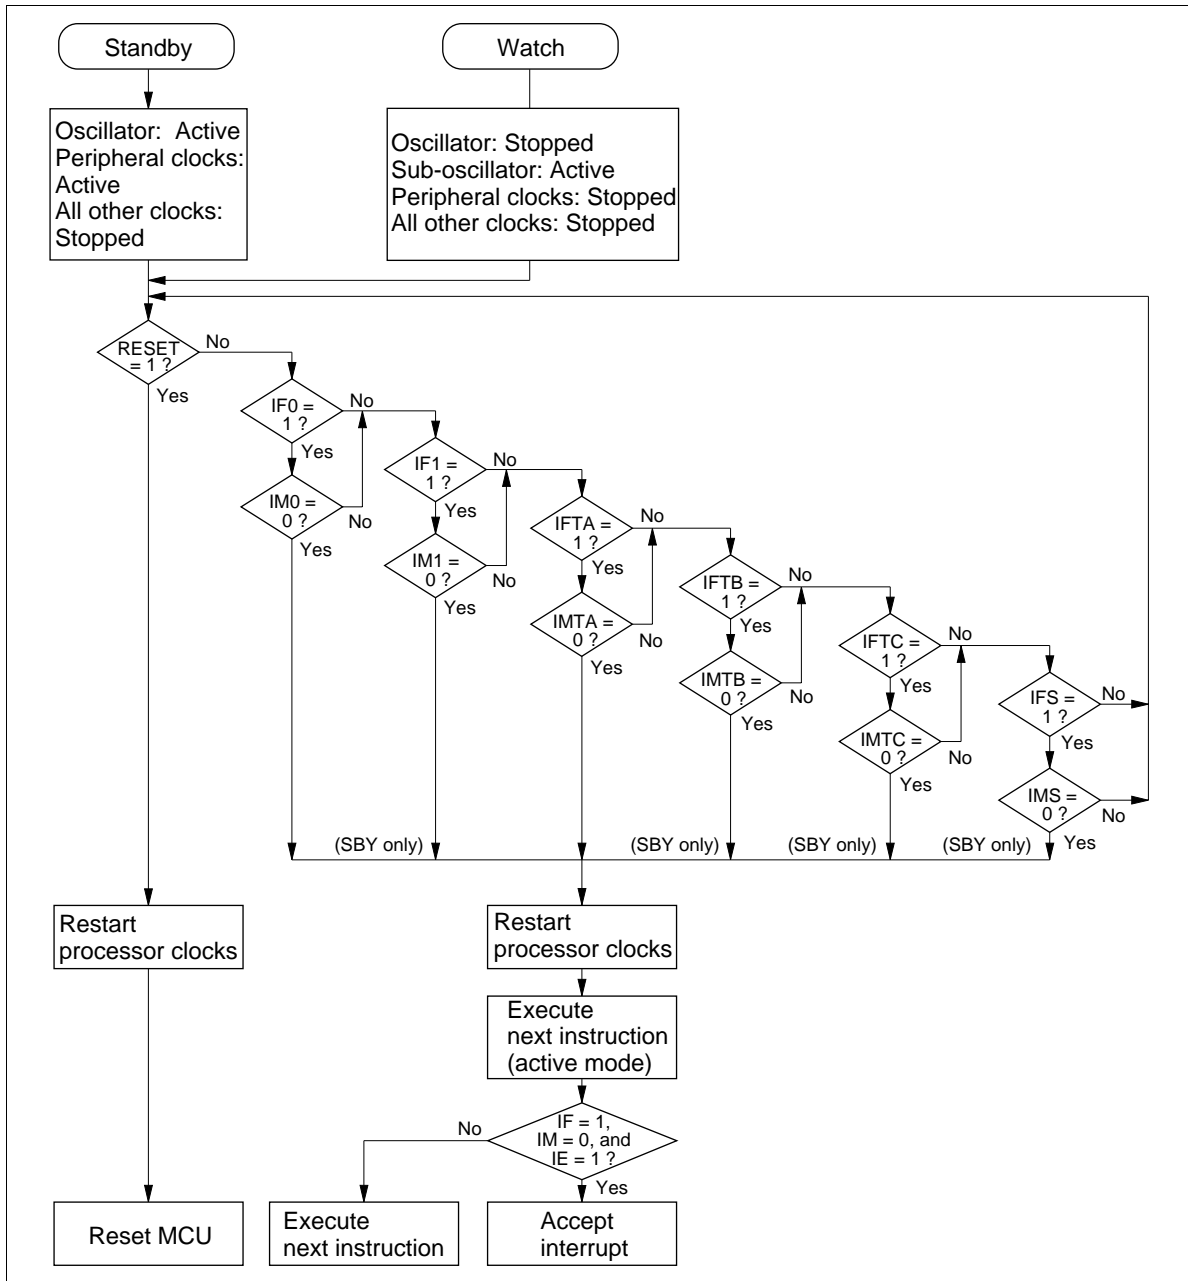 Standby
Watch
Oscillator: Active
Peripheral clocks:
Active
All other clocks:
Stopped
Oscillator: Stopped
Sub-oscillator: Active
Peripheral clocks: Stopped
All other clocks: Stopped
RESET
= 1 ?
No
Yes
IF0 =
1 ?
No
Yes
IM0 =
0 ?
No
Yes
IF1 =
1 ?
No
Yes
IM1 =
0 ?
No
Yes
IFTA =
1 ?
No
Yes
IMTA =
0 ?
No
Yes
IFTB =
1 ?
No
Yes
IMTB =
0 ?
No
Yes
IFTC =
1 ?
No
Yes
IMTC =
0 ?
No
Yes
IFS =
1 ?
No
Yes
IMS =
0 ?
No
Yes
(SBY only)
(SBY only)
(SBY only)
(SBY only)
Restart
processor clocks
Restart
processor clocks
Execute
next instruction
(active mode)
IF = 1,
IM = 0, and
IE = 1 ?
No
Yes
Reset MCU
Execute
next instruction
Accept
interrupt